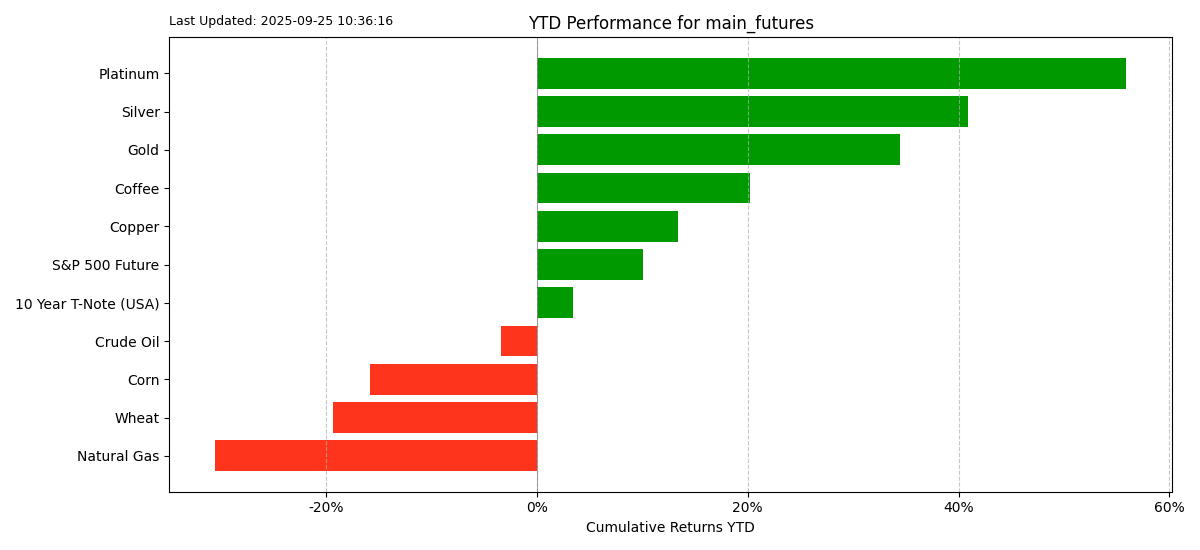 Last Updated: 2025-09-25 10:36:16
YTD Performance for main_futures
Platinum
Silver
Gold
Coffee
Copper
S&P 500 Future
10 Year T-Note (USA)
Crude Oil
Corn
Wheat
Natural Gas
-20% 0% 20% 40% 60%
Cumulative Returns YTD